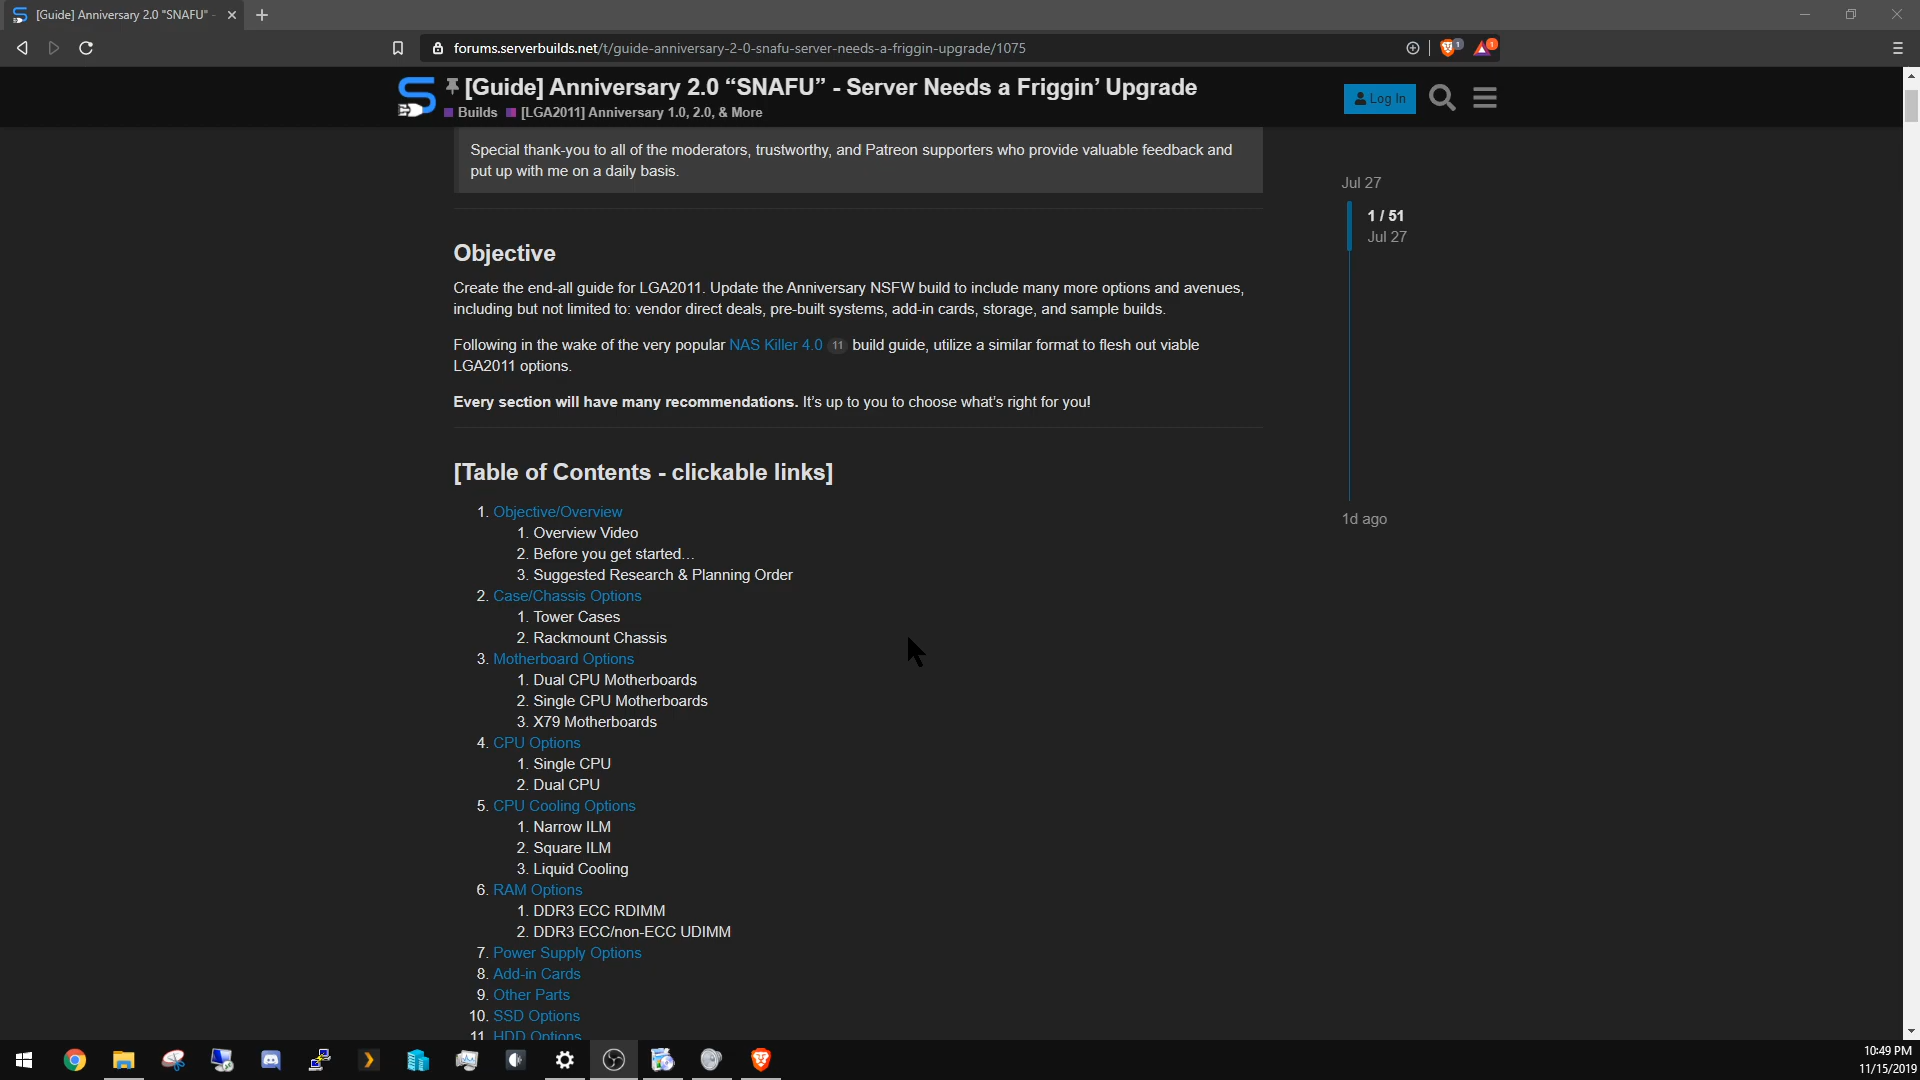 [Guide] Anniversary 2.0 "SNAFU" -
forums.serverbuilds.net/t/guide-anniversary-2-0-snafu-server-needs-a-friggin-upgrade/1075
1
1
[Guide] Anniversary 2.0 “SNAFU” - Server Needs a Friggin’ Upgrade
Builds [LGA2011] Anniversary 1.0, 2.0, & More
Log In
Special thank-you to all of the moderators, trustworthy, and Patreon supporters who provide valuable feedback and
put up with me on a daily basis.
Jul 27
1 / 51
Jul 27
1d ago
Objective
Create the end-all guide for LGA2011. Update the Anniversary NSFW build to include many more options and avenues,
including but not limited to: vendor direct deals, pre-built systems, add-in cards, storage, and sample builds.
Following in the wake of the very popular NAS Killer 4.0 11 build guide, utilize a similar format to flesh out viable
LGA2011 options.
Every section will have many recommendations. It’s up to you to choose what’s right for you!
[Table of Contents - clickable links]
1. Objective/Overview
1. Overview Video
2. Before you get started…
3. Suggested Research & Planning Order
2. Case/Chassis Options
1. Tower Cases
2. Rackmount Chassis
3. Motherboard Options
1. Dual CPU Motherboards
2. Single CPU Motherboards
3. X79 Motherboards
4. CPU Options
1. Single CPU
2. Dual CPU
5. CPU Cooling Options
1. Narrow ILM
2. Square ILM
3. Liquid Cooling
6. RAM Options
1. DDR3 ECC RDIMM
2. DDR3 ECC/non-ECC UDIMM
7. Power Supply Options
8. Add-in Cards
9. Other Parts
10. SSD Options
11. HDD Options
10:49 PM
11/15/2019